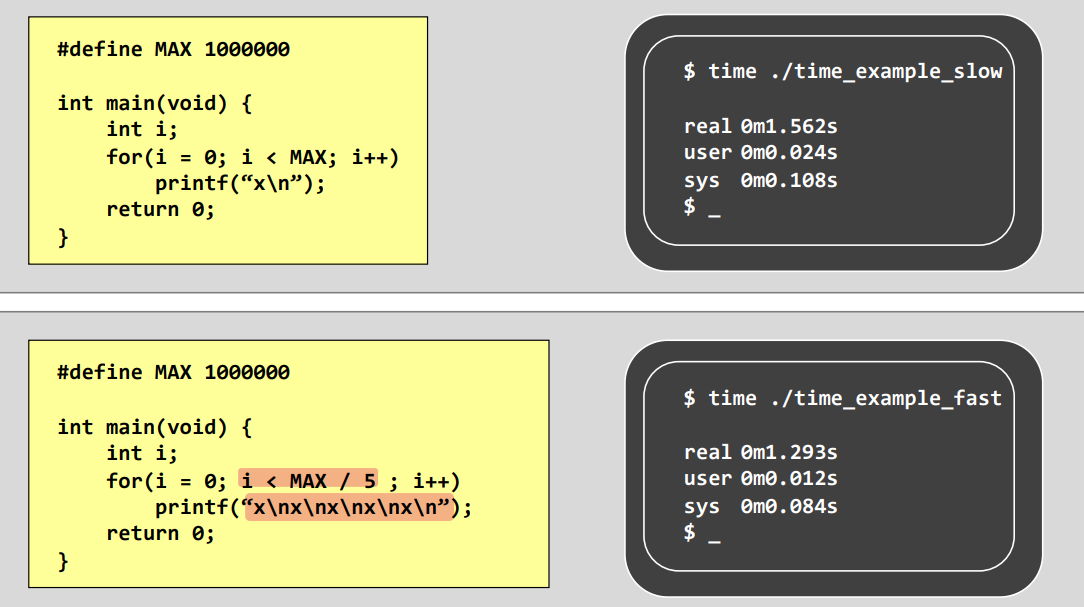 #define MAX 1000000
int main(void) {
int i;
for(i = 0; i < MAX; i++)
printf(“x\n”);
return 0;
}
$ time ./time_example_slow
real 0m1.562s
user 0m0.024s
sys 0m0.108s
$ _
#define MAX 1000000
int main(void) {
int i;
for(i = 0; i < MAX / 5 ; i++)
printf(“x\nx\nx\nx\nx\n”);
return 0;
}
$ time ./time_example_fast
real 0m1.293s
user 0m0.012s
sys 0m0.084s
$ _